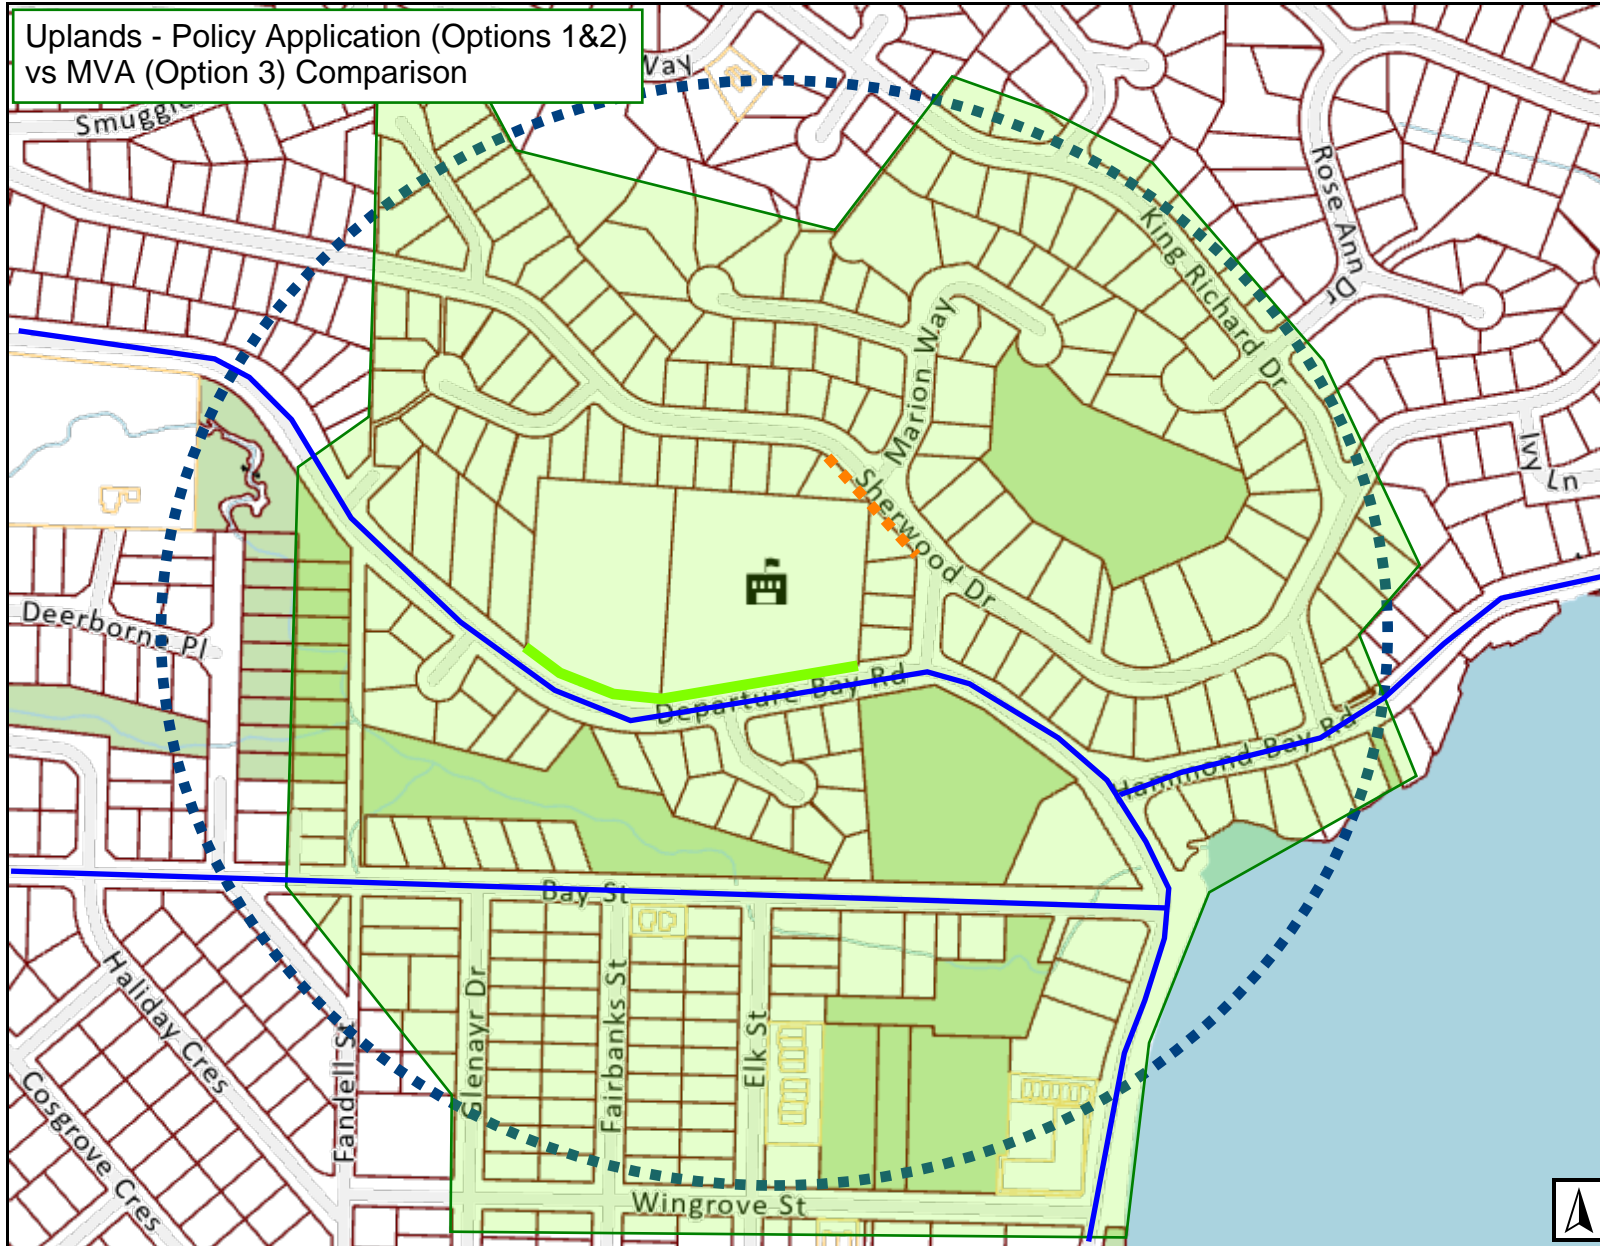 Uplands - Policy Application (Options 1&2)
vs MVA (Option 3) Comparison
Way
Rose Ann Dr
King Richard Dr
Marion Way
Ivy Ln
Sherwood Dr
Deerborne Pl
Departure Bay Rd
Hammond Bay Rd
Bay St
Haliday Cres
Glenayr Dr
Fairbanks St
Elk St
Fandell St
Cosgrove Cres
Wingrove St